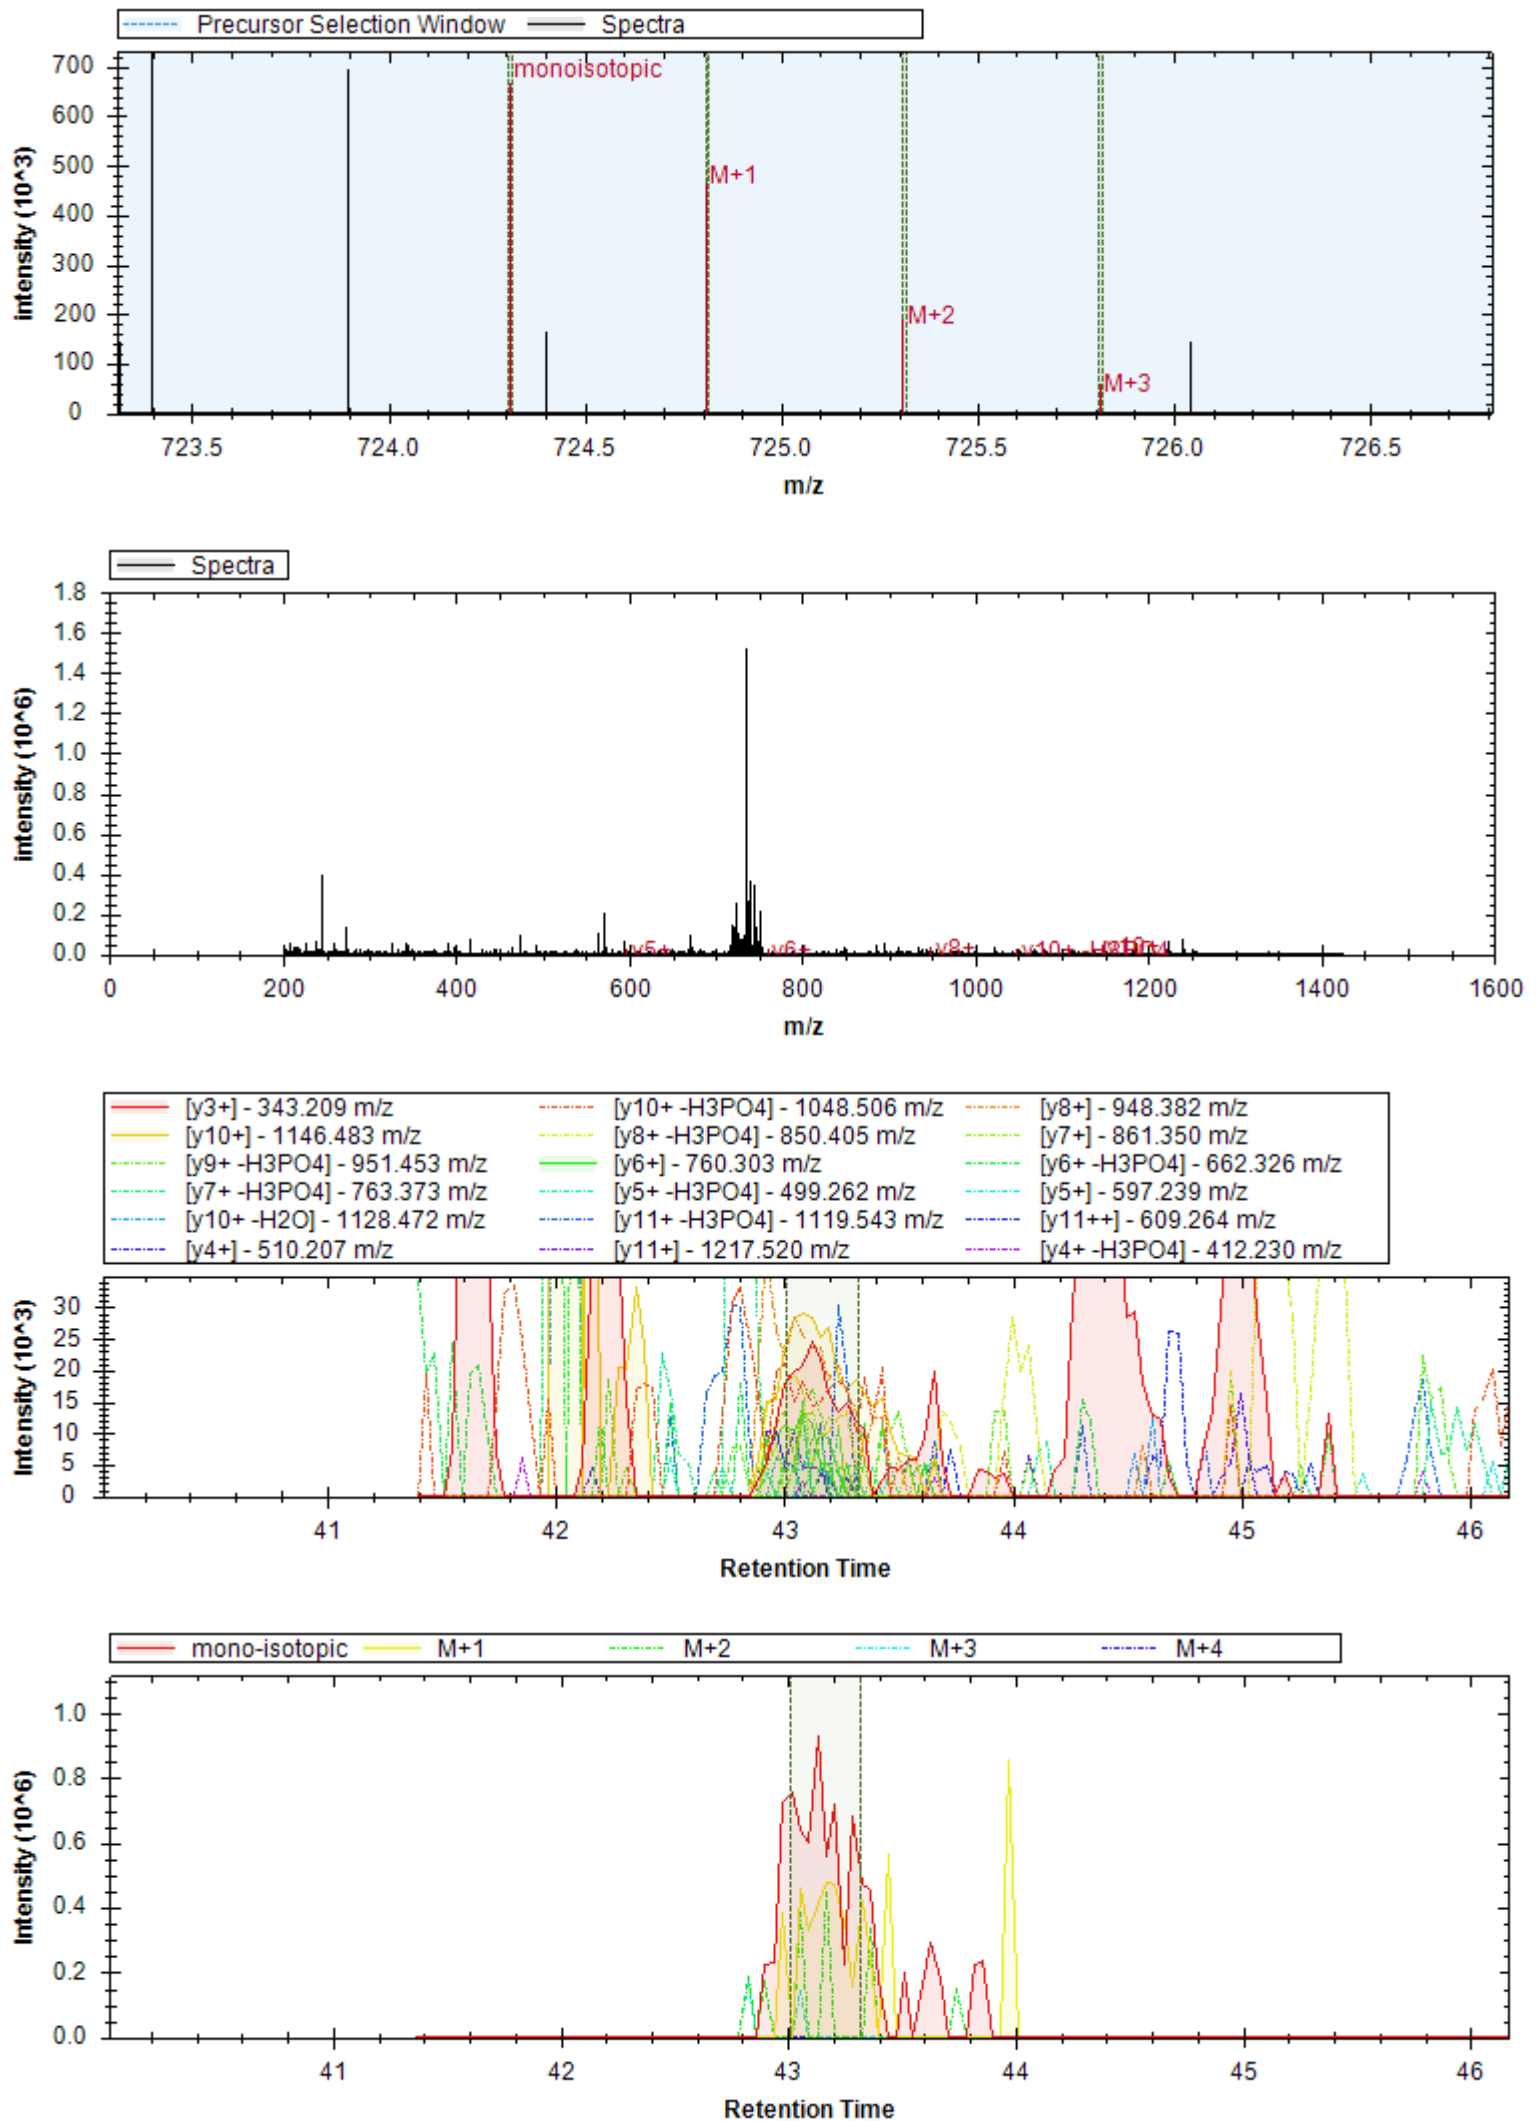 Precursor Selection Window Spectra
intensity (10^3)
700
600
500
400
300
200
100
0
monoisotopic
M+1
M+2
M+3
723.5 724.0 724.5 725.0 725.5 726.0 726.5
m/z
Spectra
intensity (10^6)
1.8
1.6
1.4
1.2
1.0
0.8
0.6
0.4
0.2
0.0
y5+ y6+ y8+ y10+ -H3PO4
0 200 400 600 800 1000 1200 1400 1600
m/z
[y3+] - 343.209 m/z [y10+ -H3PO4] - 1048.506 m/z [y8+] - 948.382 m/z
[y10+] - 1146.483 m/z [y8+ -H3PO4] - 850.405 m/z [y7+] - 861.350 m/z
[y9+ -H3PO4] - 951.453 m/z [y6+] - 760.303 m/z [y6+ -H3PO4] - 662.326 m/z
[y7+ -H3PO4] - 763.373 m/z [y5+ -H3PO4] - 499.262 m/z [y5+] - 597.239 m/z
[y10+ -H2O] - 1128.472 m/z [y11+ -H3PO4] - 1119.543 m/z [y11++] - 609.264 m/z
[y4+] - 510.207 m/z [y11+] - 1217.520 m/z [y4+ -H3PO4] - 412.230 m/z
Intensity (10^3)
30
25
20
15
10
5
0
41 42 43 44 45 46
Retention Time
mono-isotopic M+1 M+2 M+3 M+4
Intensity (10^6)
1.0
0.8
0.6
0.4
0.2
0.0
41 42 43 44 45 46
Retention Time